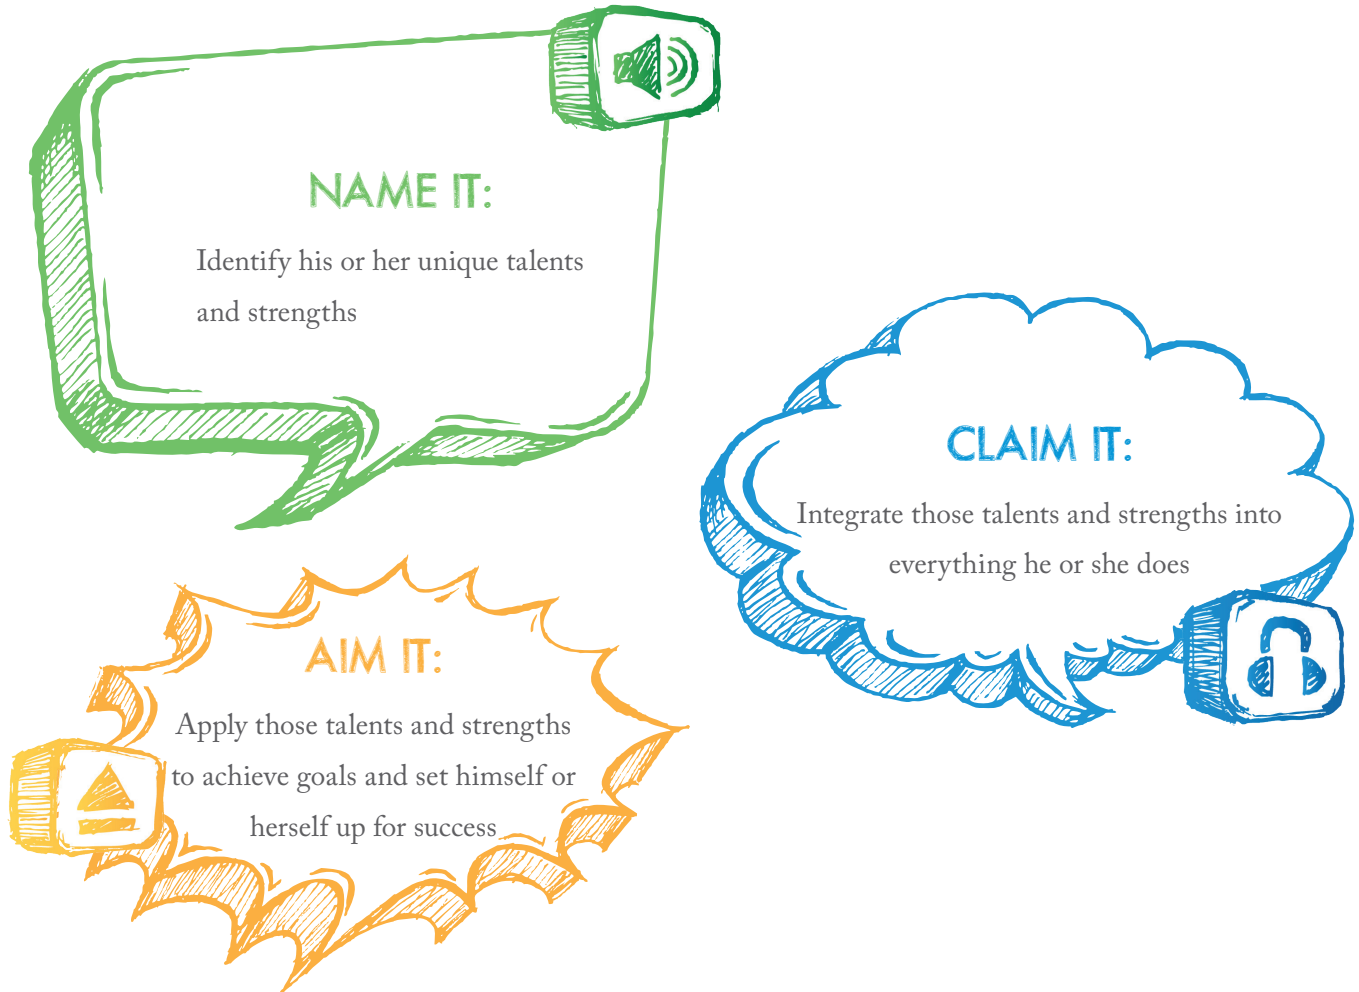 NAME IT:
Identify his or her unique talents
and strengths
CLAIM IT:
Integrate those talents and strengths into
everything he or she does
AIM IT:
Apply those talents and strengths
to achieve goals and set himself or
herself up for success